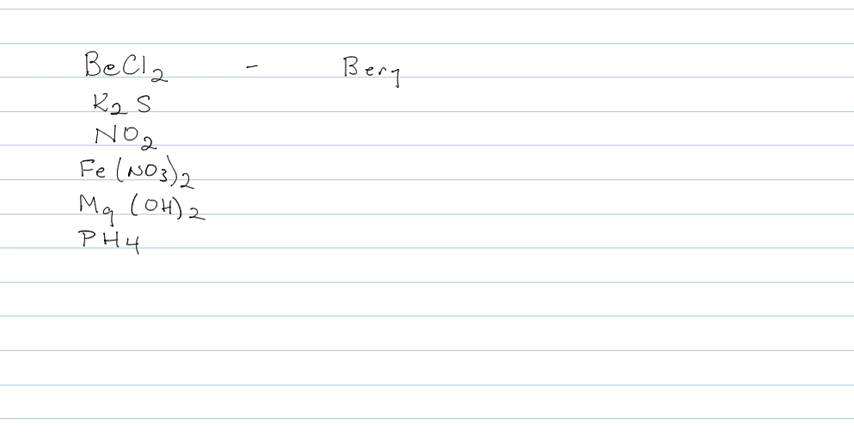 BeCl2 - Bery
K2S
NO2
Fe(NO3)2
Mg(OH)2
PH4